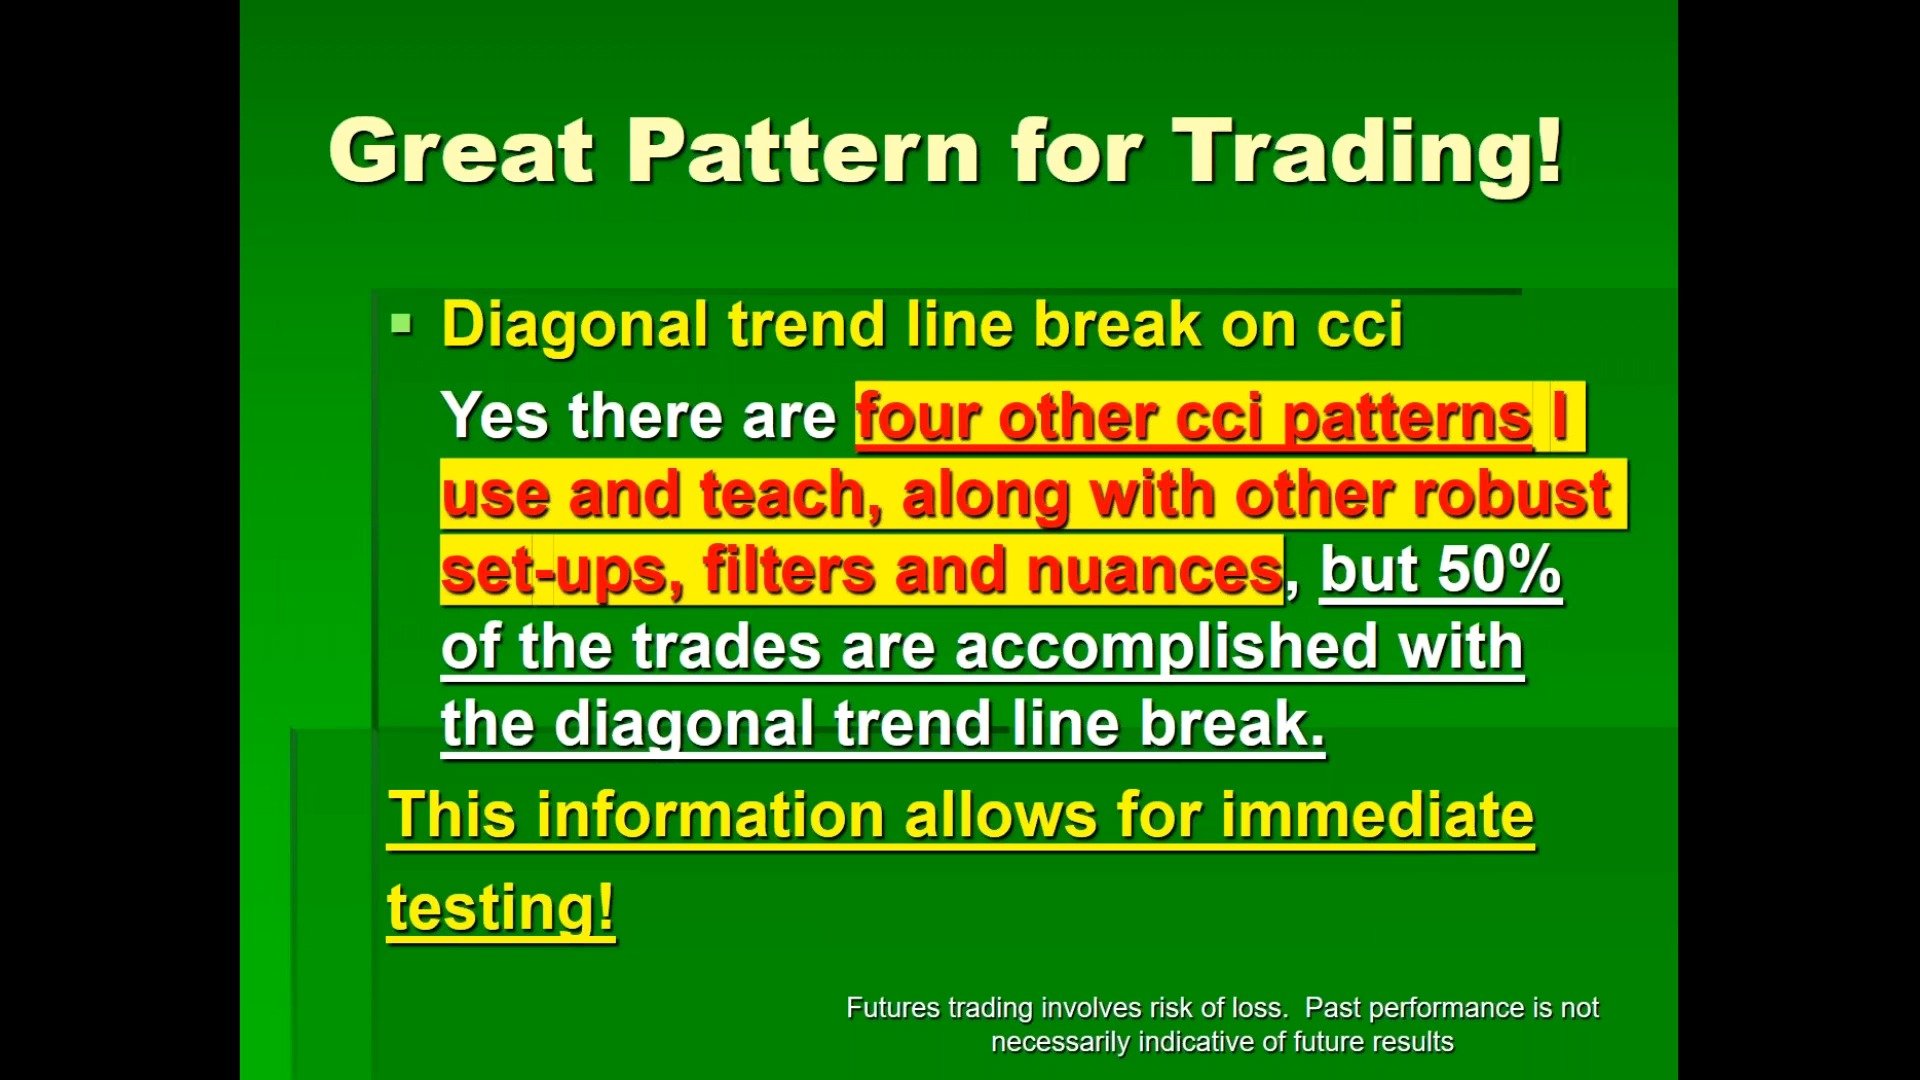 Great Pattern for Trading!
▪ Diagonal trend line break on cci
Yes there are four other cci patterns I
use and teach, along with other robust
set-ups, filters and nuances, but 50%
of the trades are accomplished with
the diagonal trend line break.
This information allows for immediate
testing!
Futures trading involves risk of loss.  Past performance is not
necessarily indicative of future results